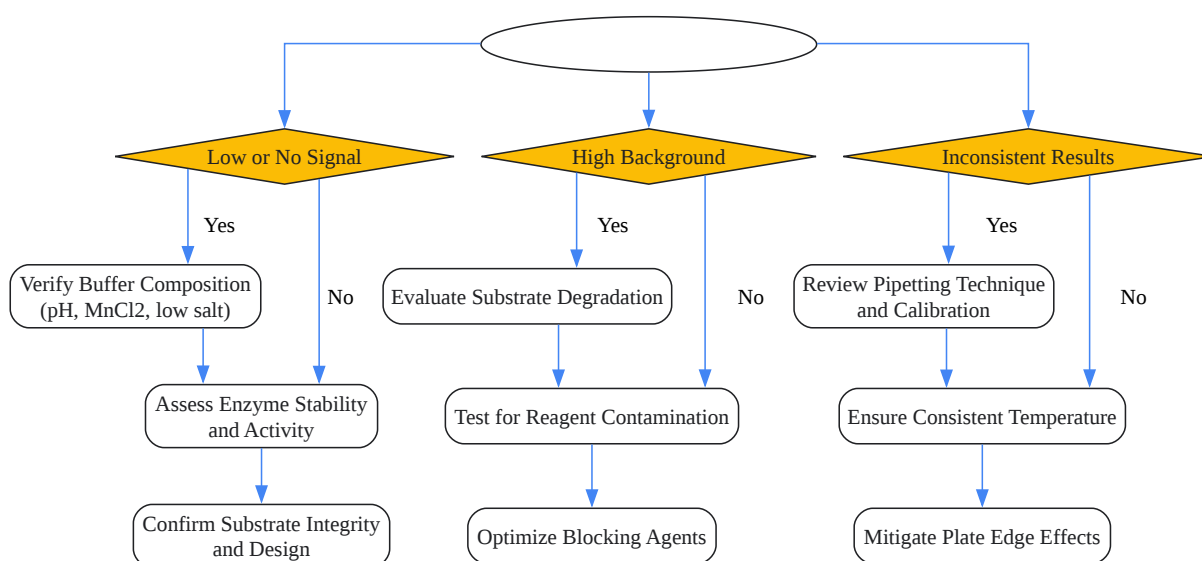 Low or No Signal
High Background
Inconsistent Results
Yes
Yes
Yes
Verify Buffer Composition
(pH, MnCl2, low salt)
No
Evaluate Substrate Degradation
No
Review Pipetting Technique
and Calibration
No
Assess Enzyme Stability
and Activity
Test for Reagent Contamination
Ensure Consistent Temperature
Confirm Substrate Integrity
and Design
Optimize Blocking Agents
Mitigate Plate Edge Effects